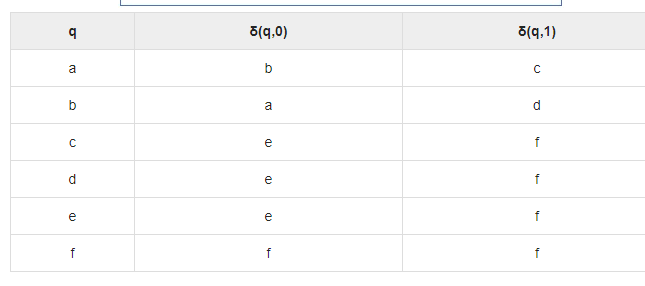 q δ(q,0) δ(q,1)
a b c
b a d
c e f
d e f
e e f
f f f